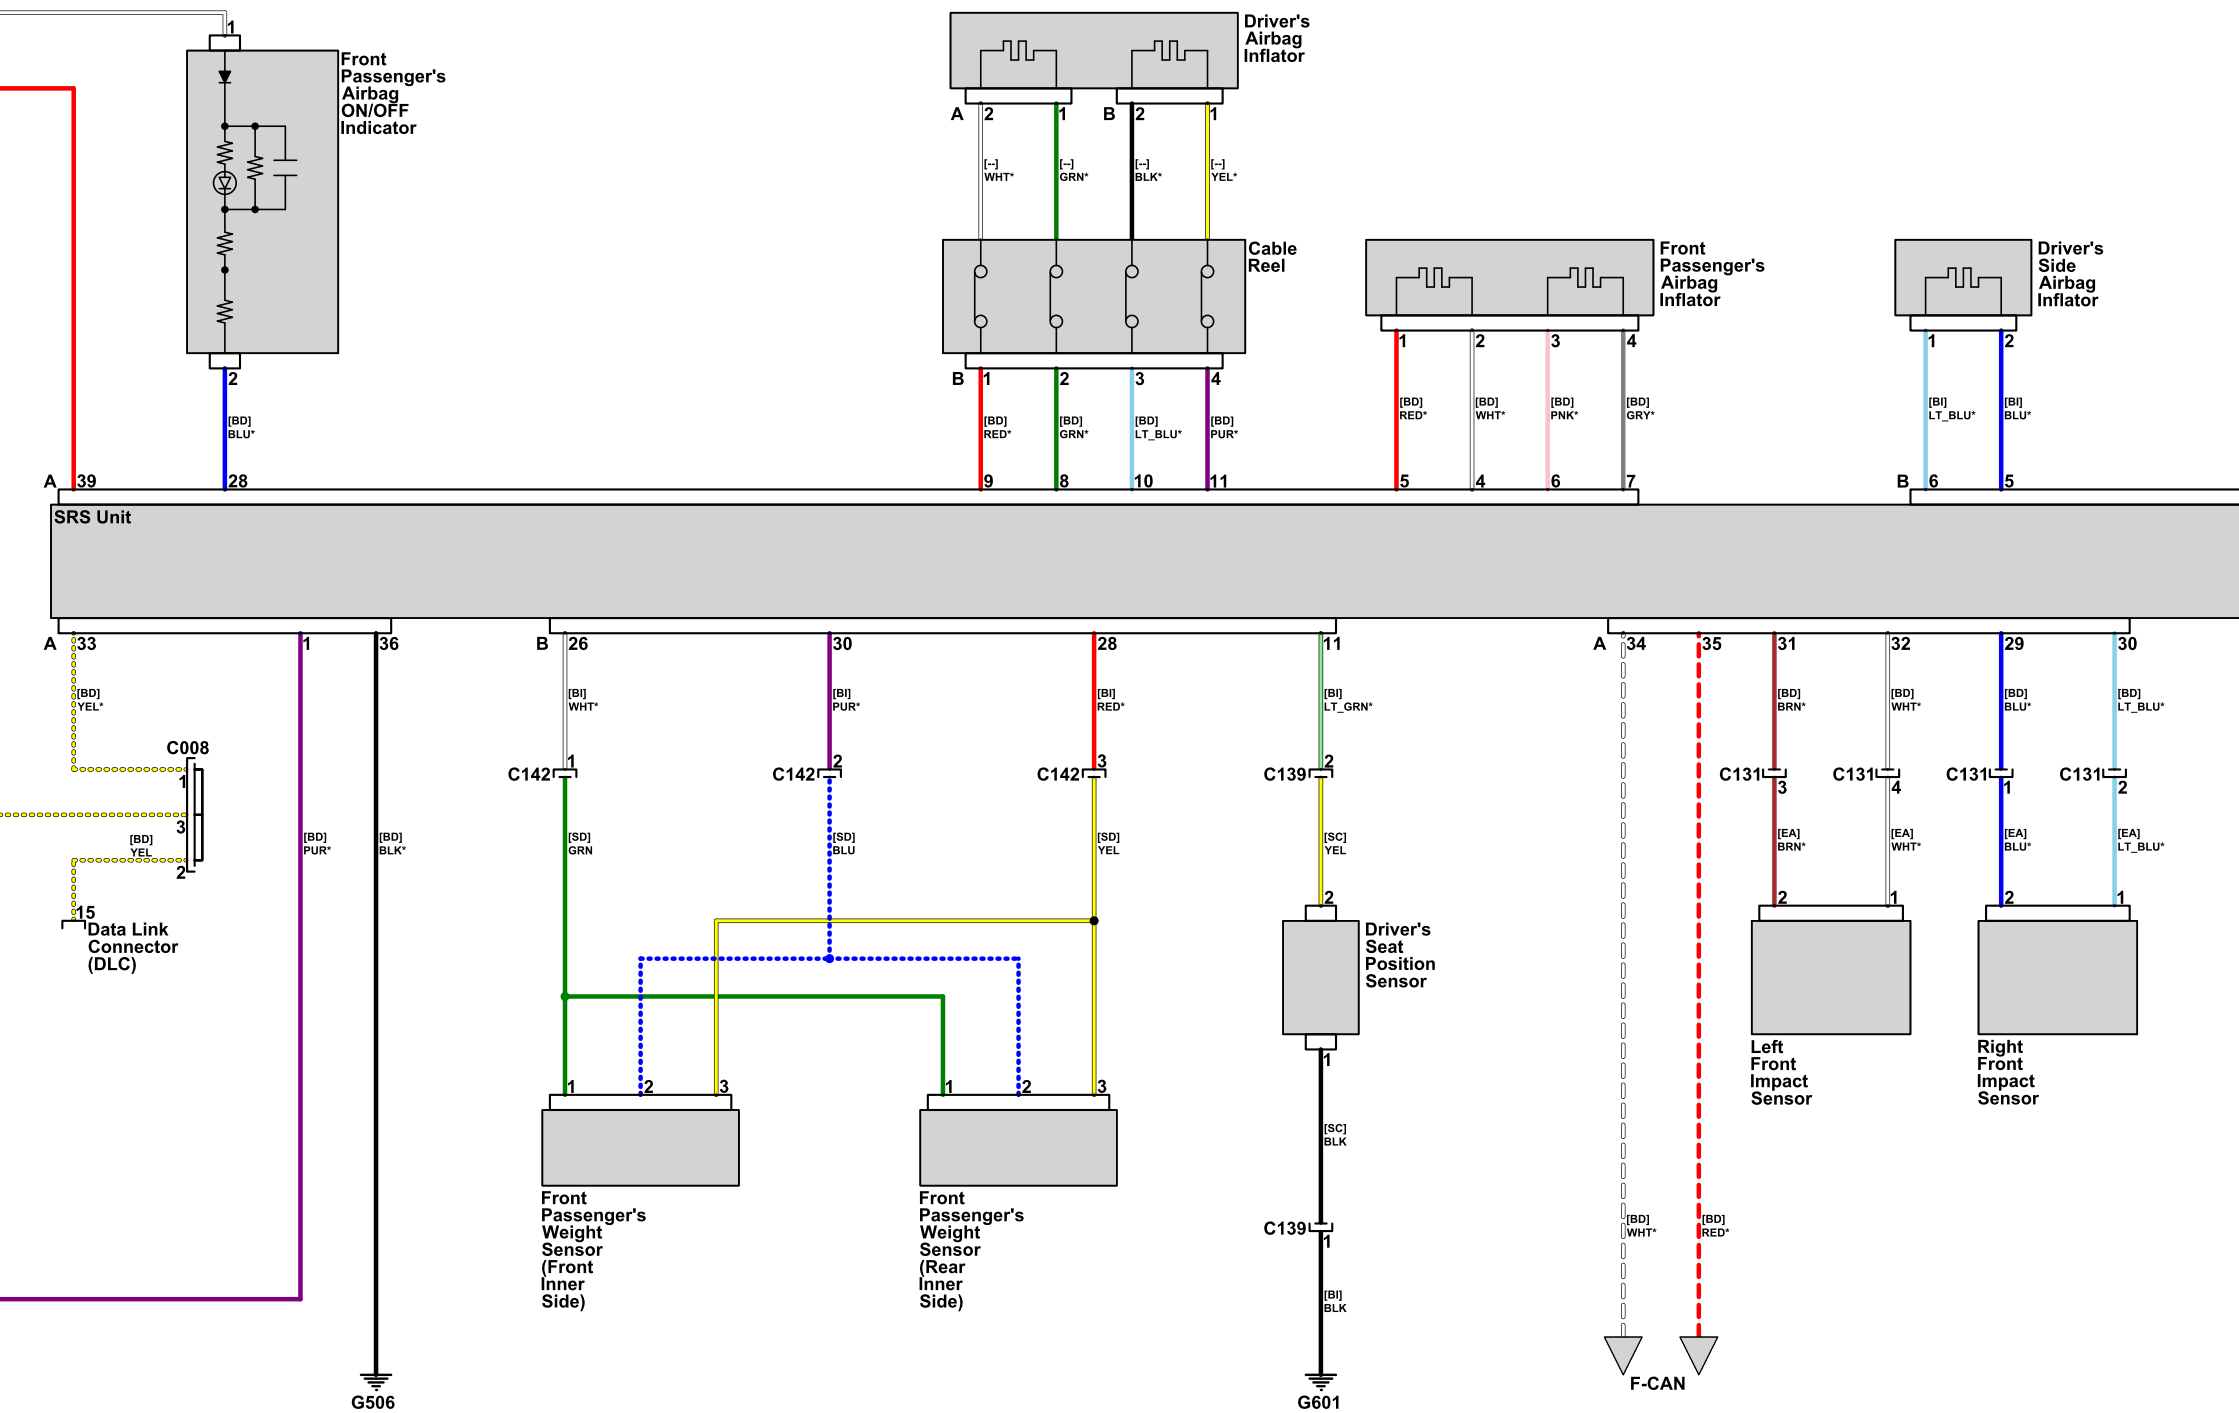 1
Front
Passenger's
Airbag
ON/OFF
Indicator
2
[BD]
BLU*
Driver's
Airbag
Inflator
A 2 1 B 2 1
[--]
WHT*
[--]
GRN*
[--]
BLK*
[--]
YEL*
Cable
Reel
B 1 2 3 4
[BD]
RED*
[BD]
GRN*
[BD]
LT_BLU*
[BD]
PUR*
Front
Passenger's
Airbag
Inflator
1 2 3 4
[BD]
RED*
[BD]
WHT*
[BD]
PNK*
[BD]
GRY*
Driver's
Side
Airbag
Inflator
1 2
[BI]
LT_BLU*
[BI]
BLU*
A 39 28 9 8 10 11 5 4 6 7 B 6 5
SRS Unit
A 33 1 36 B 26 30 28 11 A 34 35 31 32 29 30
[BD]
YEL*
C008
1
3
2
[BD]
YEL
15
Data Link
Connector
(DLC)
[BD]
PUR*
[BD]
BLK*
G506
[BI]
WHT*
[BI]
PUR*
[BI]
RED*
[BI]
LT_GRN*
C142 1
C142 2
C142 3
C139 2
[SD]
GRN
[SD]
BLU
[SD]
YEL
[SC]
YEL
1 2 3
Front
Passenger's
Weight
Sensor
(Front
Inner
Side)
1 2 3
Front
Passenger's
Weight
Sensor
(Rear
Inner
Side)
2
Driver's
Seat
Position
Sensor
1
[SC]
BLK
C139
1
[BI]
BLK
G601
[BD]
WHT*
[BD]
RED*
F-CAN
[BD]
BRN*
[BD]
WHT*
[BD]
BLU*
[BD]
LT_BLU*
C131 3
C131 4
C131 1
C131 2
[EA]
BRN*
[EA]
WHT*
[EA]
BLU*
[EA]
LT_BLU*
2 1
Left
Front
Impact
Sensor
2 1
Right
Front
Impact
Sensor